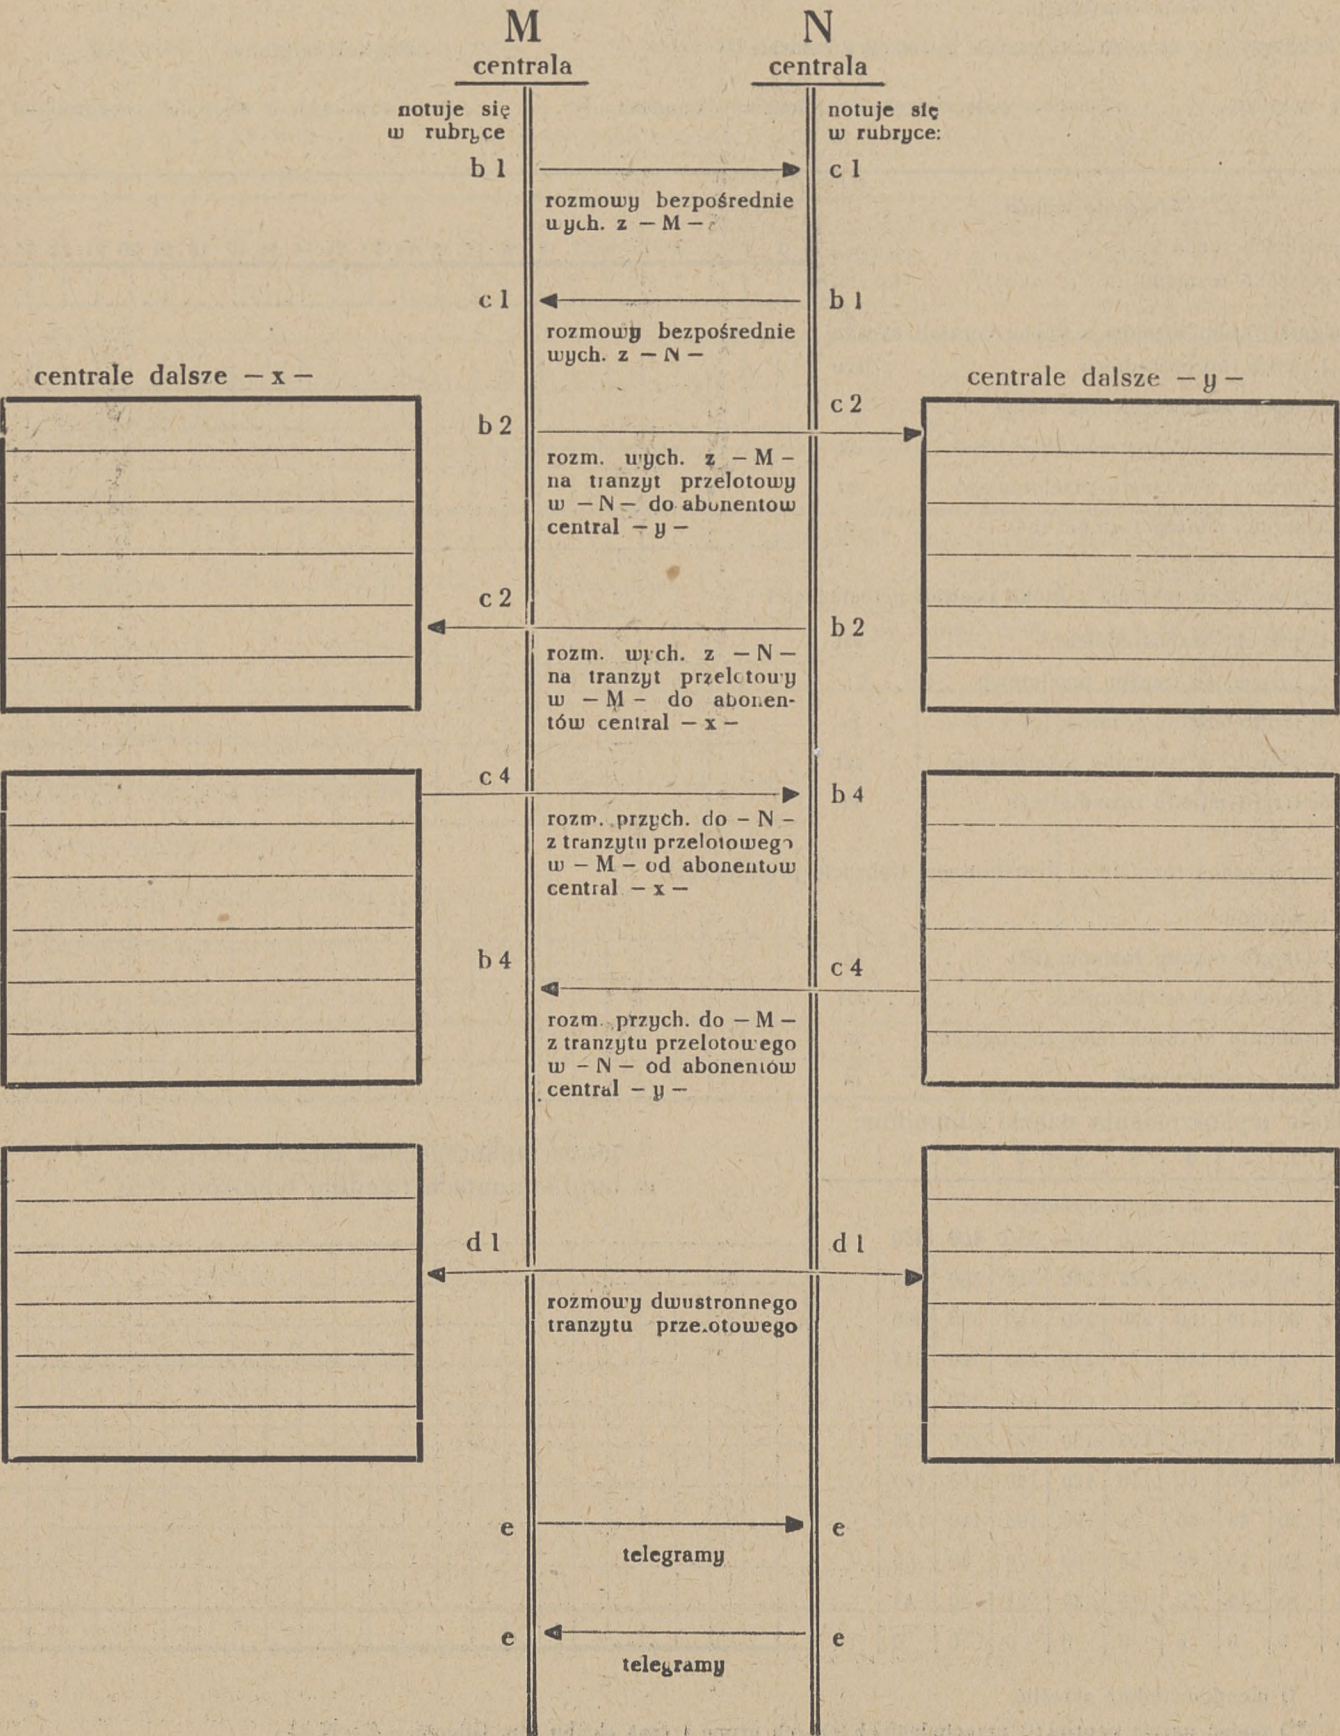 M
centrala
N
centrala
notuje się
w rubryce
notuje się
w rubryce:
b 1
c 1
rozmowy bezpośrednie
wych. z — M —
c 1
b 1
rozmowy bezpośrednie
wych. z — N —
centrale dalsze — x —
centrale dalsze — y —
b 2
c 2
rozm. wych. z — M —
na tranzyt przelotowy
w — N — do abonentow
central — y —
c 2
b 2
rozm. wych. z — N —
na tranzyt przelotowy
w — M — do abonen-
tów central — x —
c 4
b 4
rozm. przych. do — N —
z tranzytu przelotowego
w — M — od abonentow
central — x —
b 4
c 4
rozm. przych. do — M —
z tranzytu przelotowego
w — N — od abonentów
central — y —
d 1
d 1
rozmowy dwustronnego
tranzytu przelotowego
e
e
telegramy
e
e
telegramy